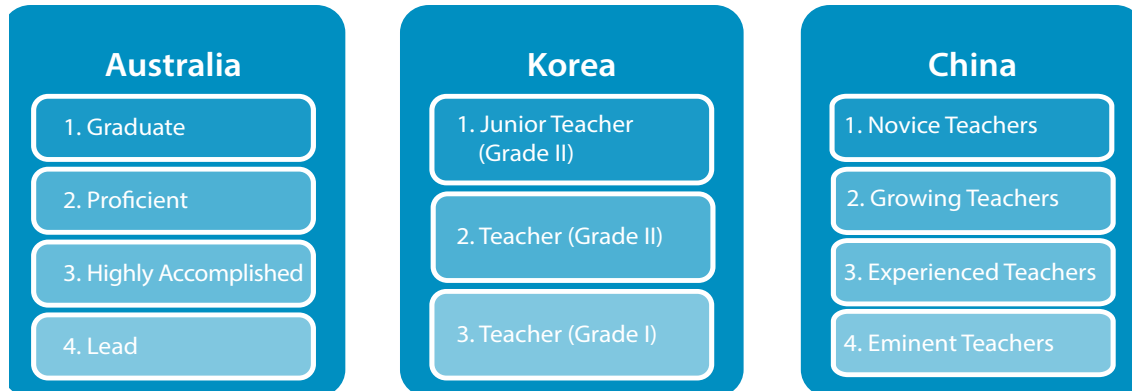 Australia
1. Graduate
2. Proficient
3. Highly Accomplished
4. Lead
Korea
1. Junior Teacher
(Grade II)
2. Teacher (Grade II)
3. Teacher (Grade I)
China
1. Novice Teachers
2. Growing Teachers
3. Experienced Teachers
4. Eminent Teachers